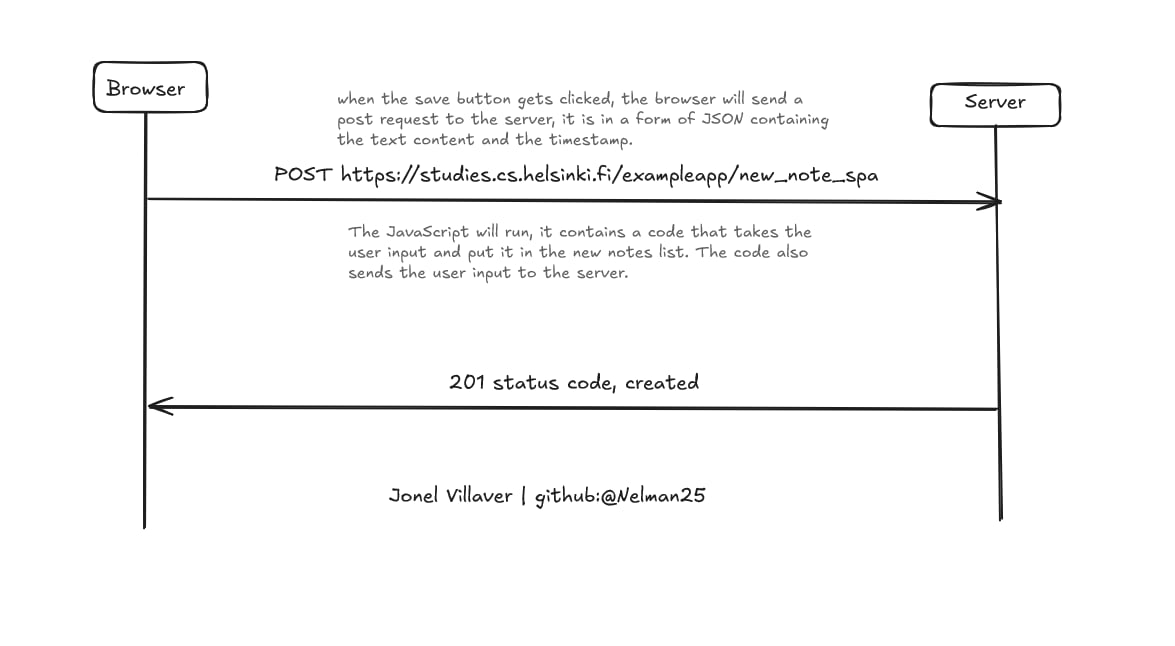 Browser
Server
when the save button gets clicked, the browser will send a
post request to the server, it is in a form of JSON containing
the text content and the timestamp.
POST https://studies.cs.helsinki.fi/exampleapp/new_note_spa
The JavaScript will run, it contains a code that takes the
user input and put it in the new notes list. The code also
sends the user input to the server.
201 status code, created
Jonel Villaver | github:@Nelman25